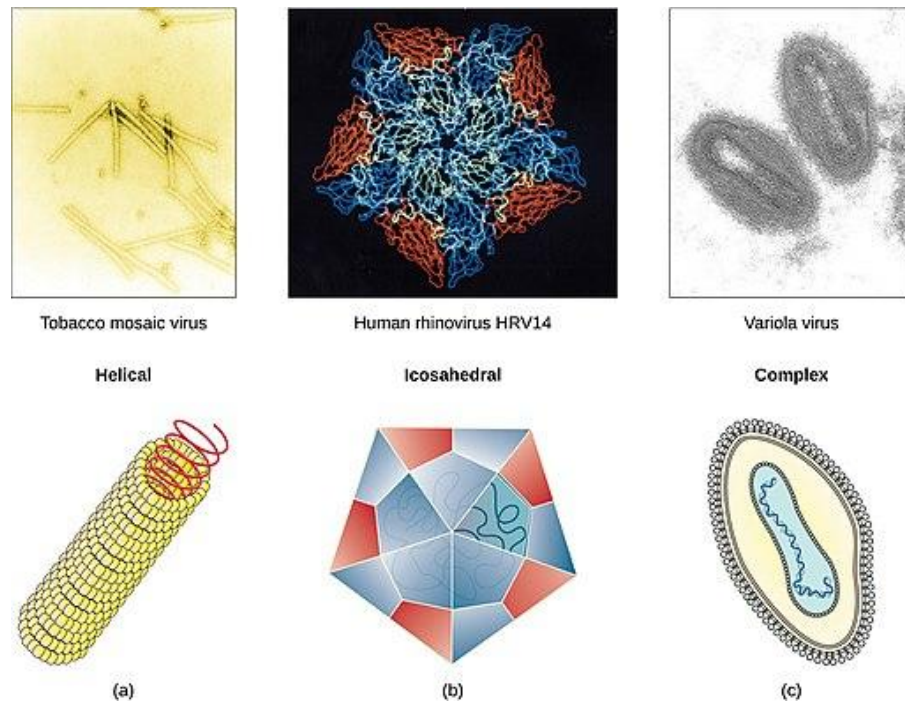 Tobacco mosaic virus
Human rhinovirus HRV14
Variola virus
Helical
Icosahedral
Complex
(a)
(b)
(c)